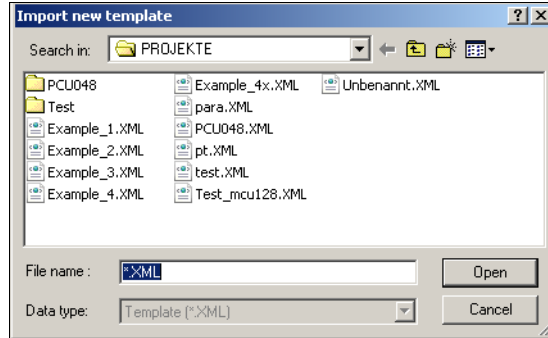 Import new template
Search in: PROJEKTE
PCU048 Example_4x.XML Unbenannt.XML
Test para.XML
Example_1.XML PCU048.XML
Example_2.XML pt.XML
Example_3.XML test.XML
Example_4.XML Test_mcu128.XML
File name : *.XML Open
Data type: Template (*.XML) Cancel